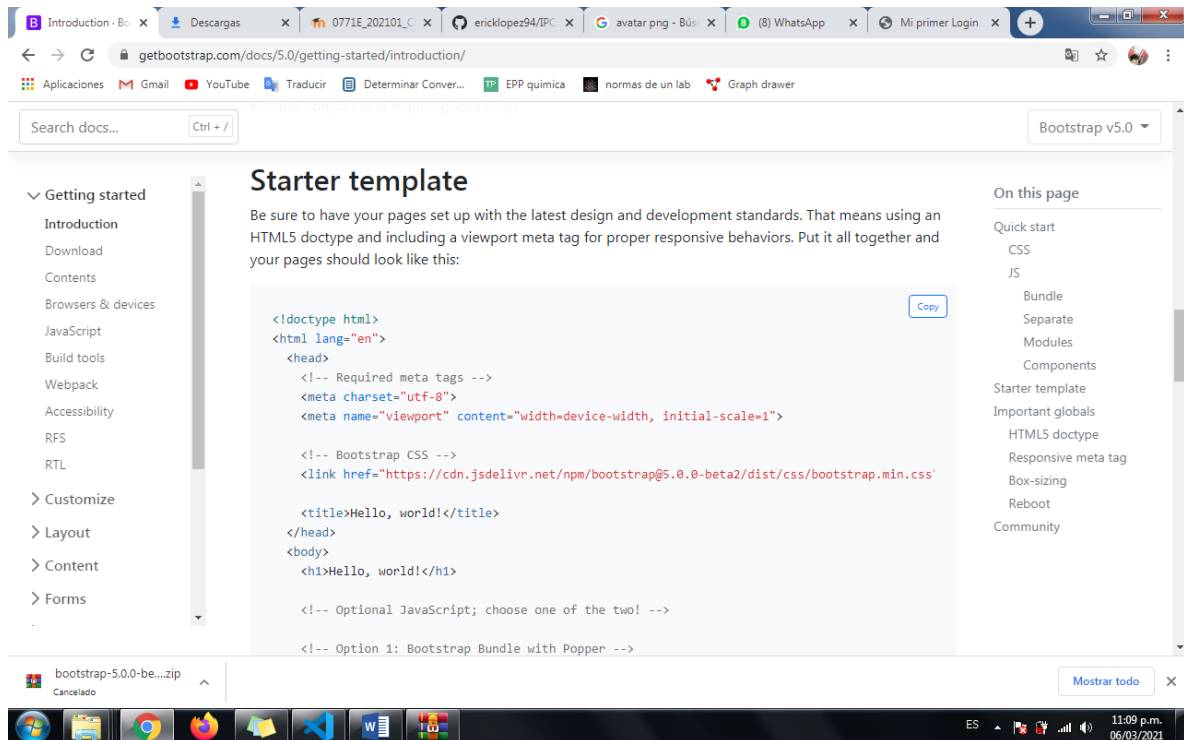 Introduction · Bo
Descargas
0771E_202101_C
ericklopez94/IPC
avatar png - Bús
(8) WhatsApp
Mi primer Login
getbootstrap.com/docs/5.0/getting-started/introduction/
Aplicaciones
Gmail
YouTube
Traducir
Determinar Conver...
EPP quimica
normas de un lab
Graph drawer
Show components requiring JavaScript
Search docs...
Ctrl + /
Bootstrap v5.0
Getting started
Introduction
Download
Contents
Browsers & devices
JavaScript
Build tools
Webpack
Accessibility
RFS
RTL
Customize
Layout
Content
Forms
Starter template
Be sure to have your pages set up with the latest design and development standards. That means using an
HTML5 doctype and including a viewport meta tag for proper responsive behaviors. Put it all together and
your pages should look like this:
Copy
<!doctype html>
<html lang="en">
<head>
<!-- Required meta tags -->
<meta charset="utf-8">
<meta name="viewport" content="width=device-width, initial-scale=1">
<!-- Bootstrap CSS -->
<link href="https://cdn.jsdelivr.net/npm/bootstrap@5.0.0-beta2/dist/css/bootstrap.min.css"
<title>Hello, world!</title>
</head>
<body>
<h1>Hello, world!</h1>
<!-- Optional JavaScript; choose one of the two! -->
<!-- Option 1: Bootstrap Bundle with Popper -->
On this page
Quick start
CSS
JS
Bundle
Separate
Modules
Components
Starter template
Important globals
HTML5 doctype
Responsive meta tag
Box-sizing
Reboot
Community
bootstrap-5.0.0-be....zip
Cancelado
Mostrar todo
ES
11:09 p.m.
06/03/2021